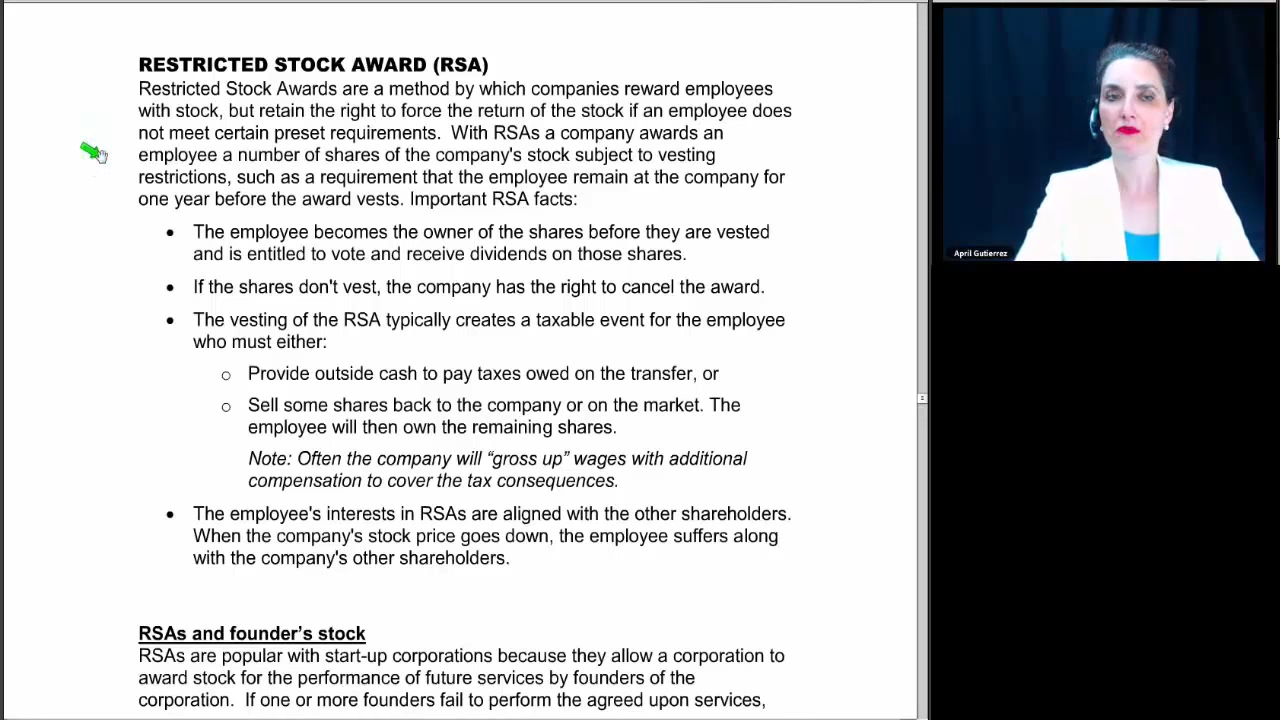 RESTRICTED STOCK AWARD (RSA)
Restricted Stock Awards are a method by which companies reward employees
with stock, but retain the right to force the return of the stock if an employee does
not meet certain preset requirements.  With RSAs a company awards an
employee a number of shares of the company's stock subject to vesting
restrictions, such as a requirement that the employee remain at the company for
one year before the award vests. Important RSA facts:
• The employee becomes the owner of the shares before they are vested
and is entitled to vote and receive dividends on those shares.
• If the shares don't vest, the company has the right to cancel the award.
• The vesting of the RSA typically creates a taxable event for the employee
who must either:
o Provide outside cash to pay taxes owed on the transfer, or
o Sell some shares back to the company or on the market. The
employee will then own the remaining shares.
Note: Often the company will “gross up” wages with additional
compensation to cover the tax consequences.
• The employee's interests in RSAs are aligned with the other shareholders.
When the company's stock price goes down, the employee suffers along
with the company's other shareholders.
RSAs and founder’s stock
RSAs are popular with start-up corporations because they allow a corporation to
award stock for the performance of future services by founders of the
corporation.  If one or more founders fail to perform the agreed upon services,
April Gutierrez